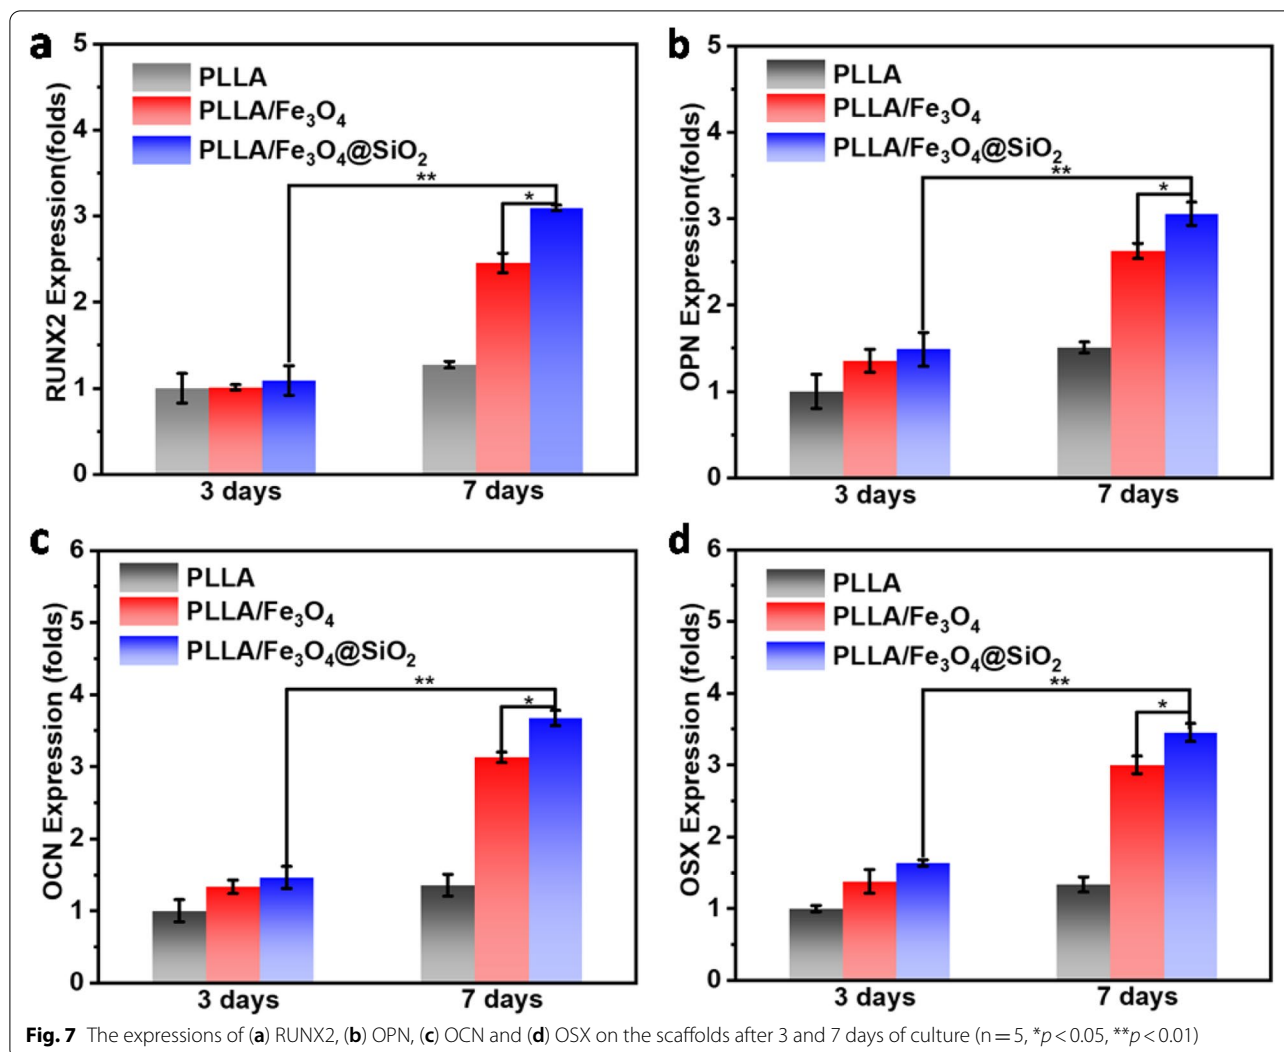 a
5
4
3
2
1
0
RUNX2 Expression(folds)
PLLA
PLLA/Fe₃O₄
PLLA/Fe₃O₄@SiO₂
**
*
3 days
7 days
b
5
4
3
2
1
0
OPN Expression(folds)
PLLA
PLLA/Fe₃O₄
PLLA/Fe₃O₄@SiO₂
**
*
3 days
7 days
c
6
5
4
3
2
1
0
OCN Expression (folds)
PLLA
PLLA/Fe₃O₄
PLLA/Fe₃O₄@SiO₂
**
*
3 days
7 days
d
6
5
4
3
2
1
0
OSX Expression (folds)
PLLA
PLLA/Fe₃O₄
PLLA/Fe₃O₄@SiO₂
**
*
3 days
7 days
Fig. 7 The expressions of (a) RUNX2, (b) OPN, (c) OCN and (d) OSX on the scaffolds after 3 and 7 days of culture (n = 5, *p < 0.05, **p < 0.01)